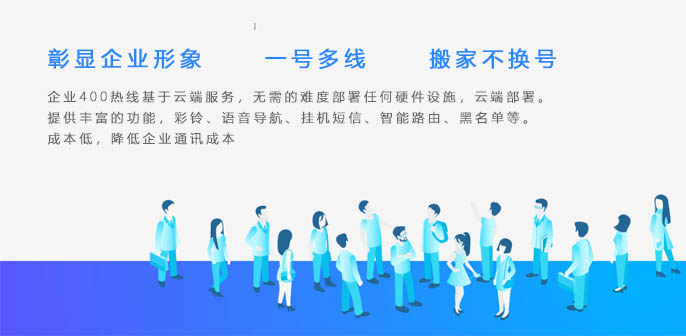 彰显企业形象 一号多线 搬家不换号
企业400热线基于云端服务，无需的难度部署任何硬件设施，云端部署。
提供丰富的功能，彩铃、语音导航、挂机短信、智能路由、黑名单等。
成本低，降低企业通讯成本